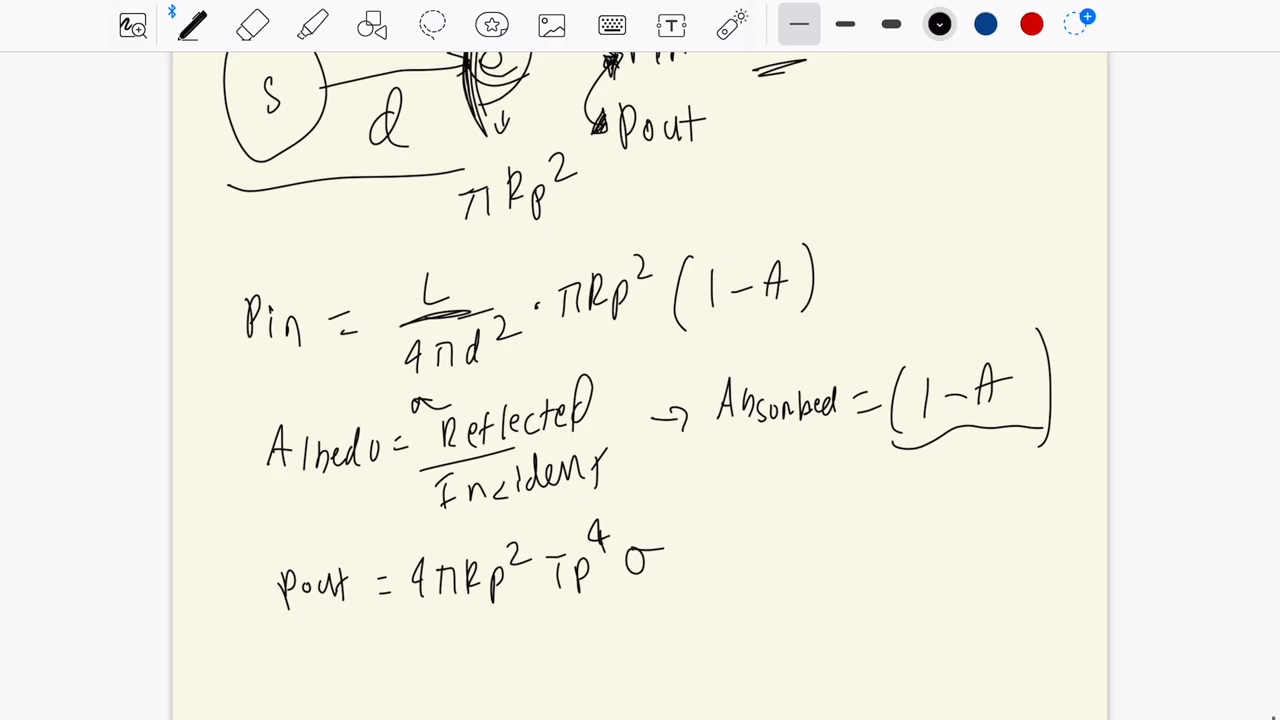 S
d
Pout
πRp²
Pin = L / 4πd² · πRp² (1 – A)
Albedo = Reflected / Incident → Absorbed = (1 – A)
Pout = 4πRp² Tp⁴ σ